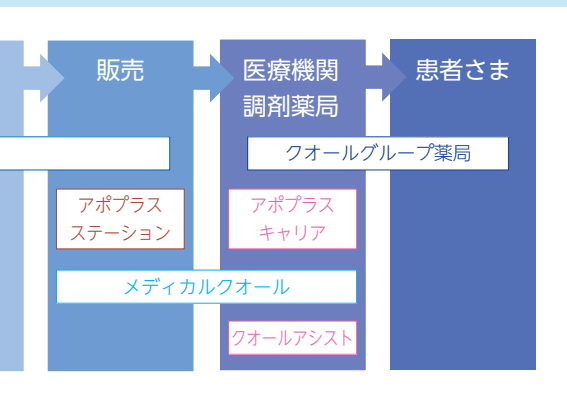 販売
医療機関
調剤薬局
患者さま
クオールグループ薬局
アポプラス
ステーション
アポプラス
キャリア
メディカルクオール
クオールアシスト